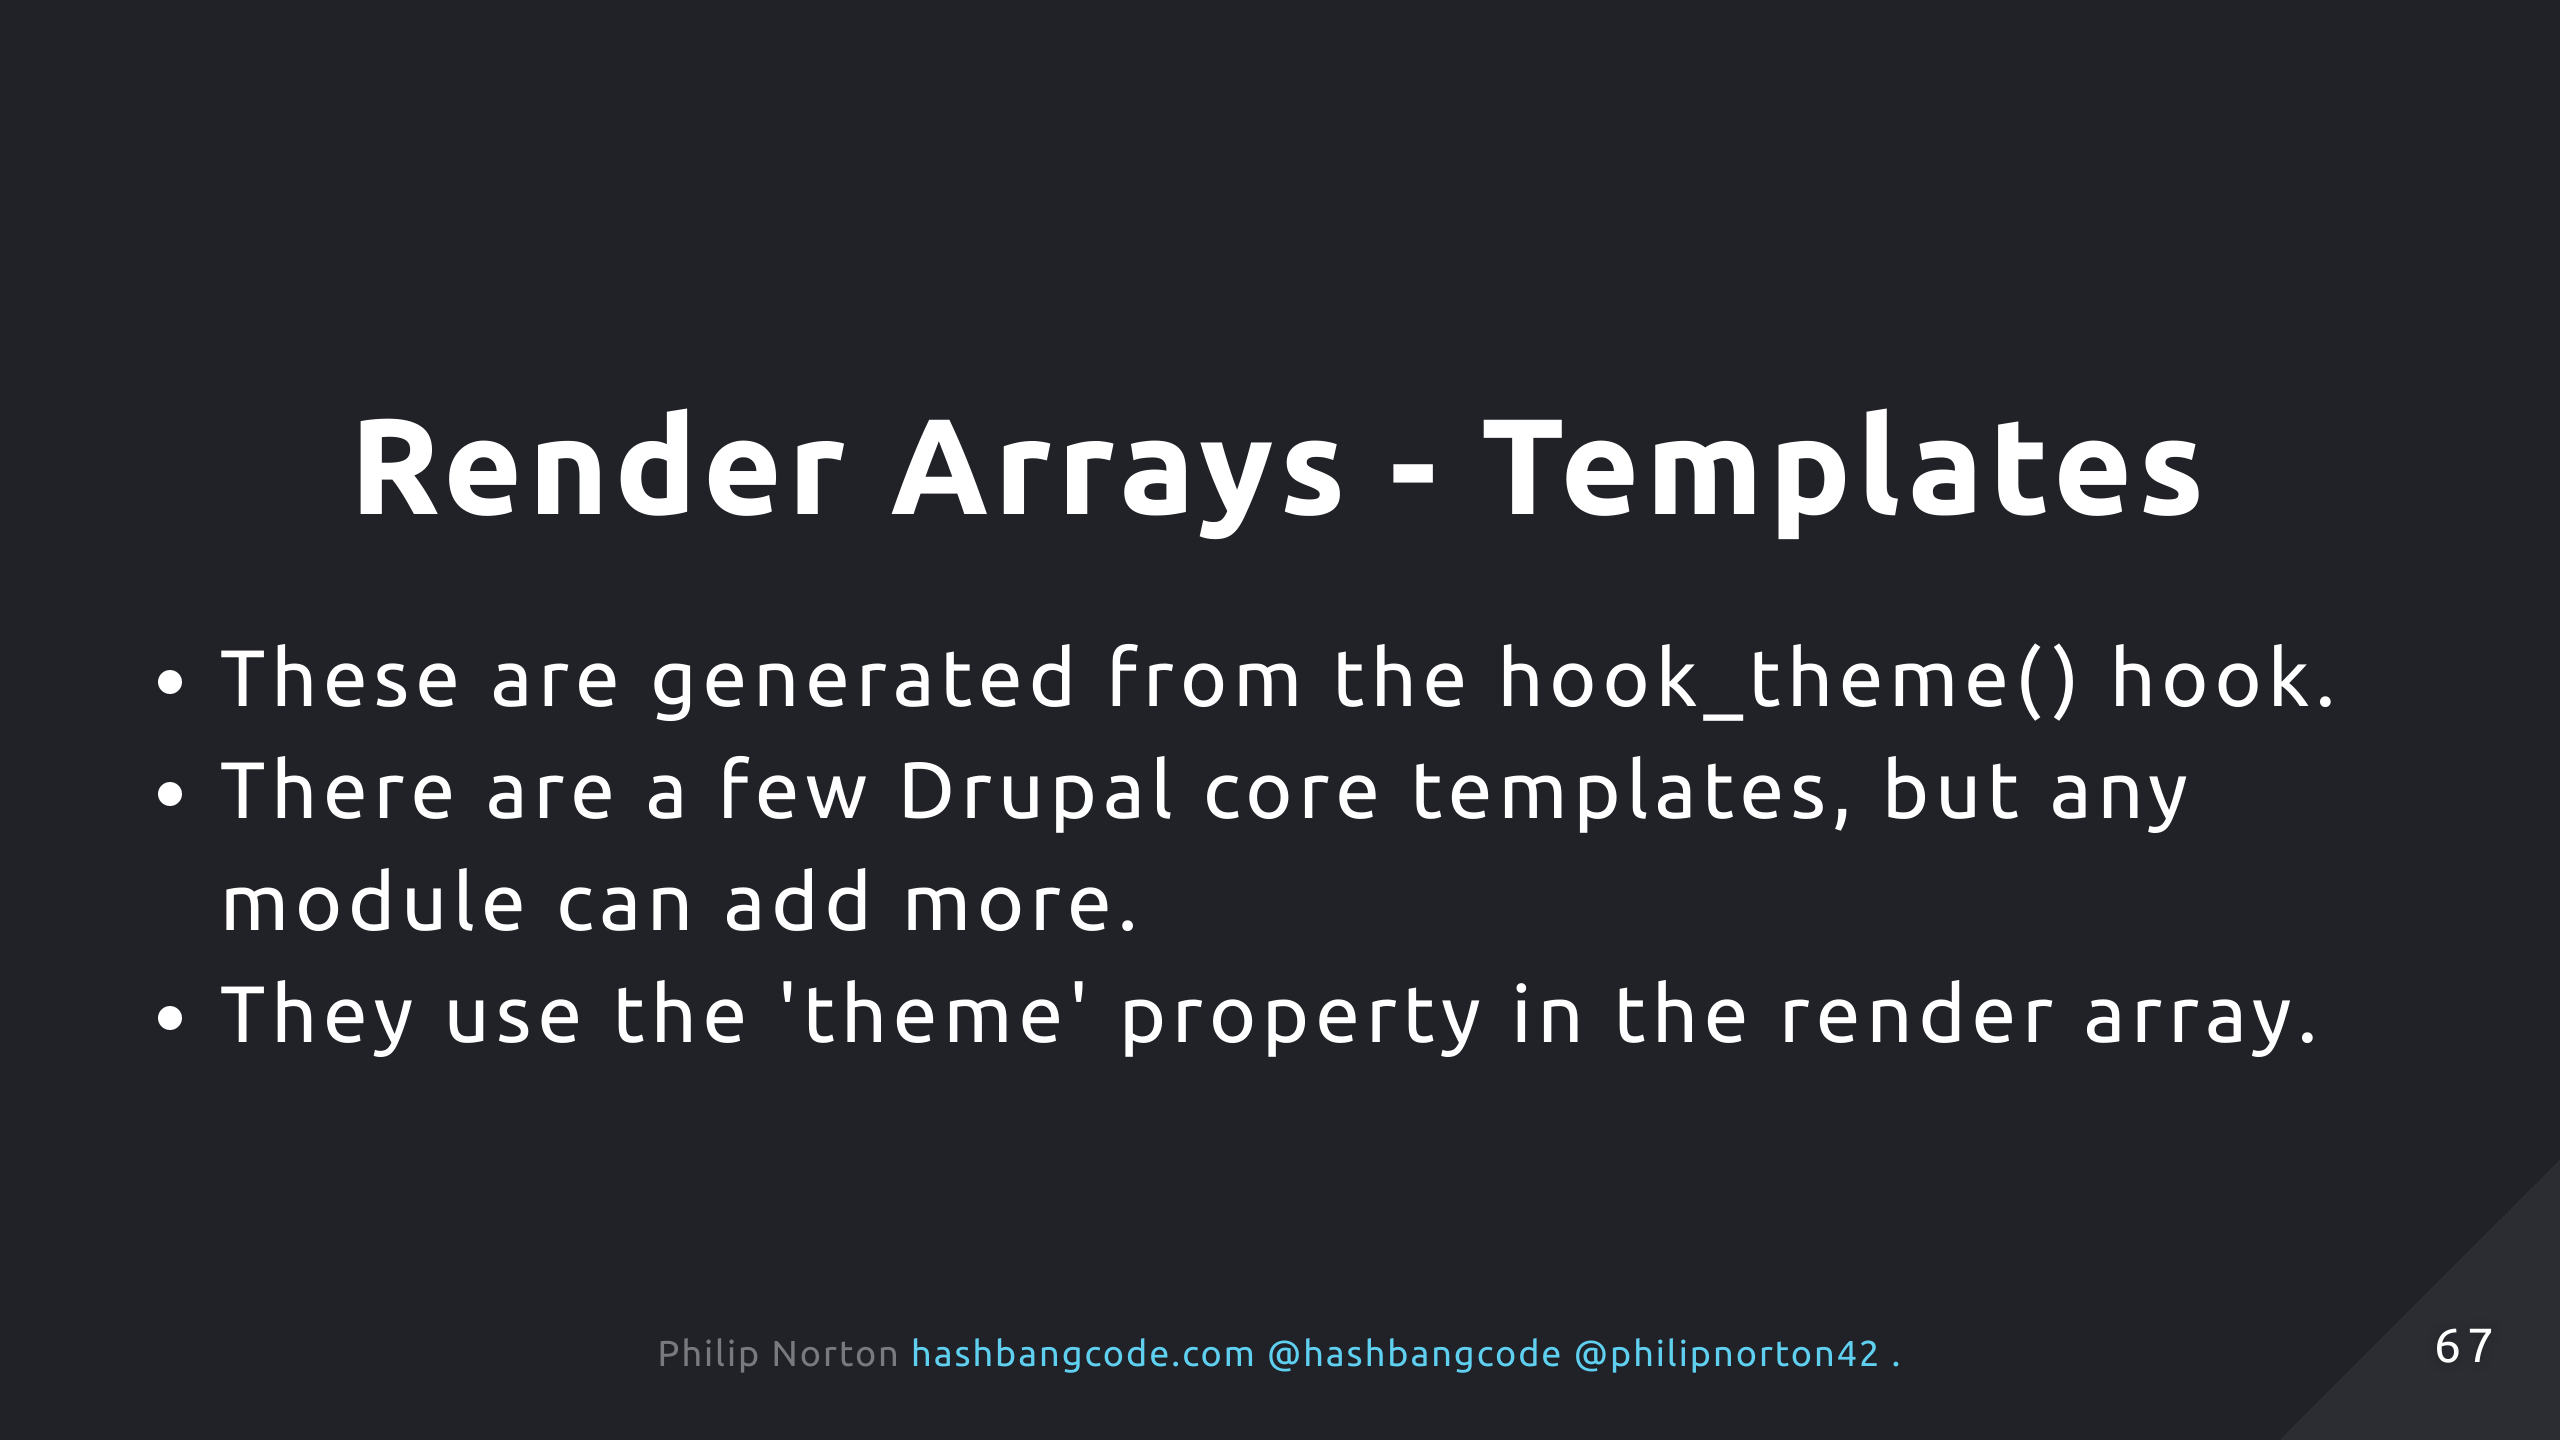 Render Arrays - Templates
• These are generated from the hook_theme() hook.
• There are a few Drupal core templates, but any
module can add more.
• They use the 'theme' property in the render array.
Philip Norton hashbangcode.com @hashbangcode @philipnorton42 .
67